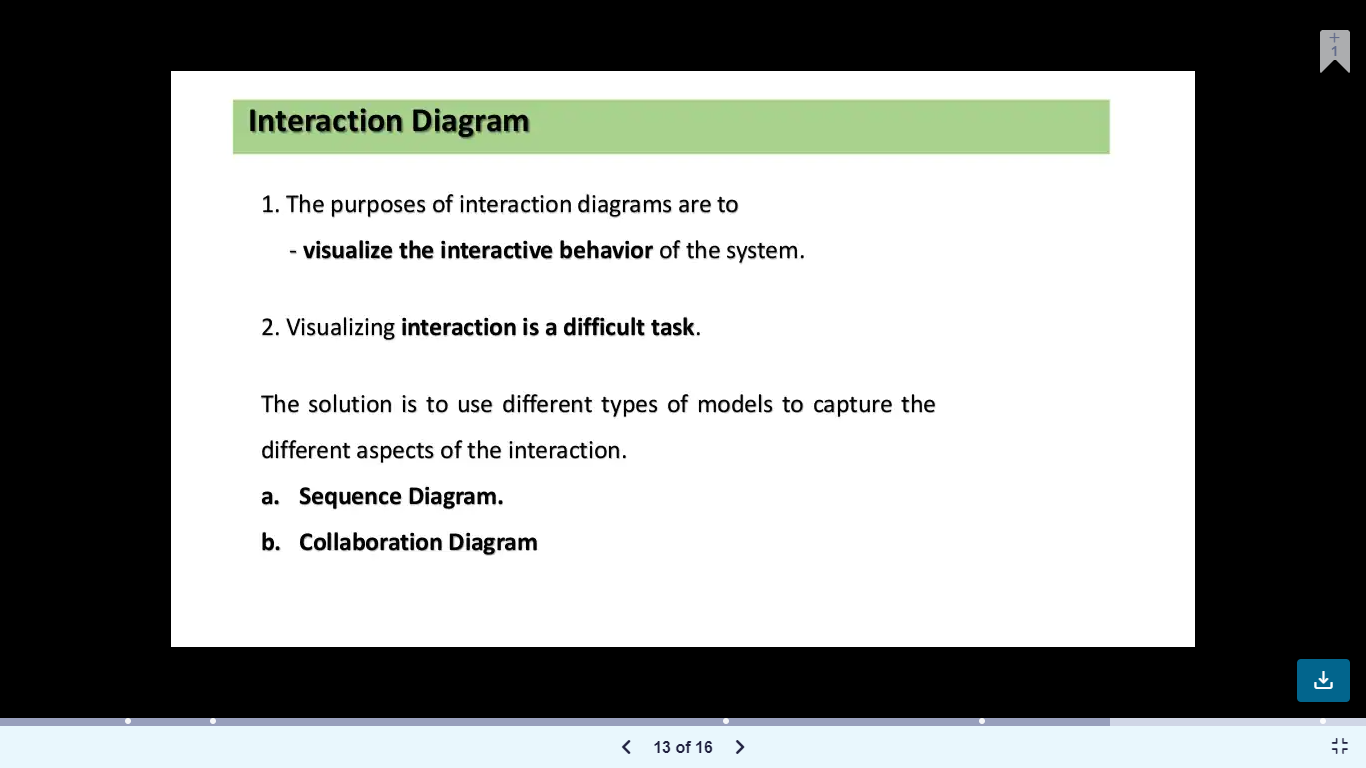 +
1
Interaction Diagram
1. The purposes of interaction diagrams are to
- visualize the interactive behavior of the system.
2. Visualizing interaction is a difficult task.
The solution is to use different types of models to capture the
different aspects of the interaction.
a. Sequence Diagram.
b. Collaboration Diagram
13 of 16